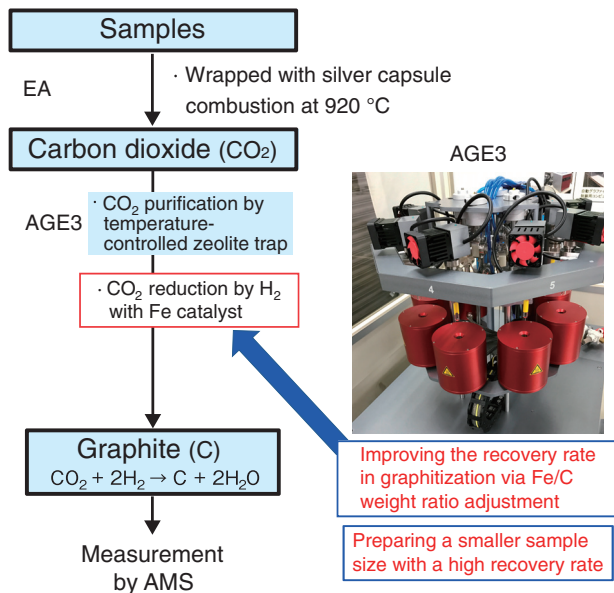 Samples
EA
· Wrapped with silver capsule
combustion at 920 °C
Carbon dioxide (CO₂)
AGE3
· CO₂ purification by
temperature-
controlled zeolite trap
· CO₂ reduction by H₂
with Fe catalyst
Graphite (C)
CO₂ + 2H₂ → C + 2H₂O
Measurement
by AMS
AGE3
4
5
Improving the recovery rate
in graphitization via Fe/C
weight ratio adjustment
Preparing a smaller sample
size with a high recovery rate